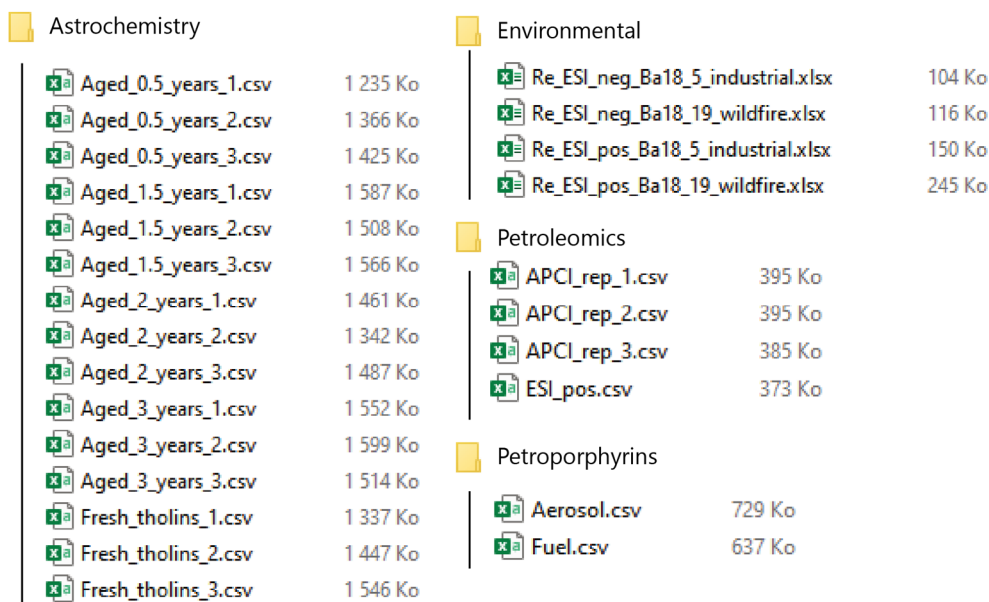 Astrochemistry
Aged_0.5_years_1.csv 1 235 Ko
Aged_0.5_years_2.csv 1 366 Ko
Aged_0.5_years_3.csv 1 425 Ko
Aged_1.5_years_1.csv 1 587 Ko
Aged_1.5_years_2.csv 1 508 Ko
Aged_1.5_years_3.csv 1 566 Ko
Aged_2_years_1.csv 1 461 Ko
Aged_2_years_2.csv 1 342 Ko
Aged_2_years_3.csv 1 487 Ko
Aged_3_years_1.csv 1 552 Ko
Aged_3_years_2.csv 1 599 Ko
Aged_3_years_3.csv 1 514 Ko
Fresh_tholins_1.csv 1 337 Ko
Fresh_tholins_2.csv 1 447 Ko
Fresh_tholins_3.csv 1 546 Ko
Environmental
Re_ESI_neg_Ba18_5_industrial.xlsx 104 Ko
Re_ESI_neg_Ba18_19_wildfire.xlsx 116 Ko
Re_ESI_pos_Ba18_5_industrial.xlsx 150 Ko
Re_ESI_pos_Ba18_19_wildfire.xlsx 245 Ko
Petroleomics
APCI_rep_1.csv 395 Ko
APCI_rep_2.csv 395 Ko
APCI_rep_3.csv 385 Ko
ESI_pos.csv 373 Ko
Petroporphyrins
Aerosol.csv 729 Ko
Fuel.csv 637 Ko